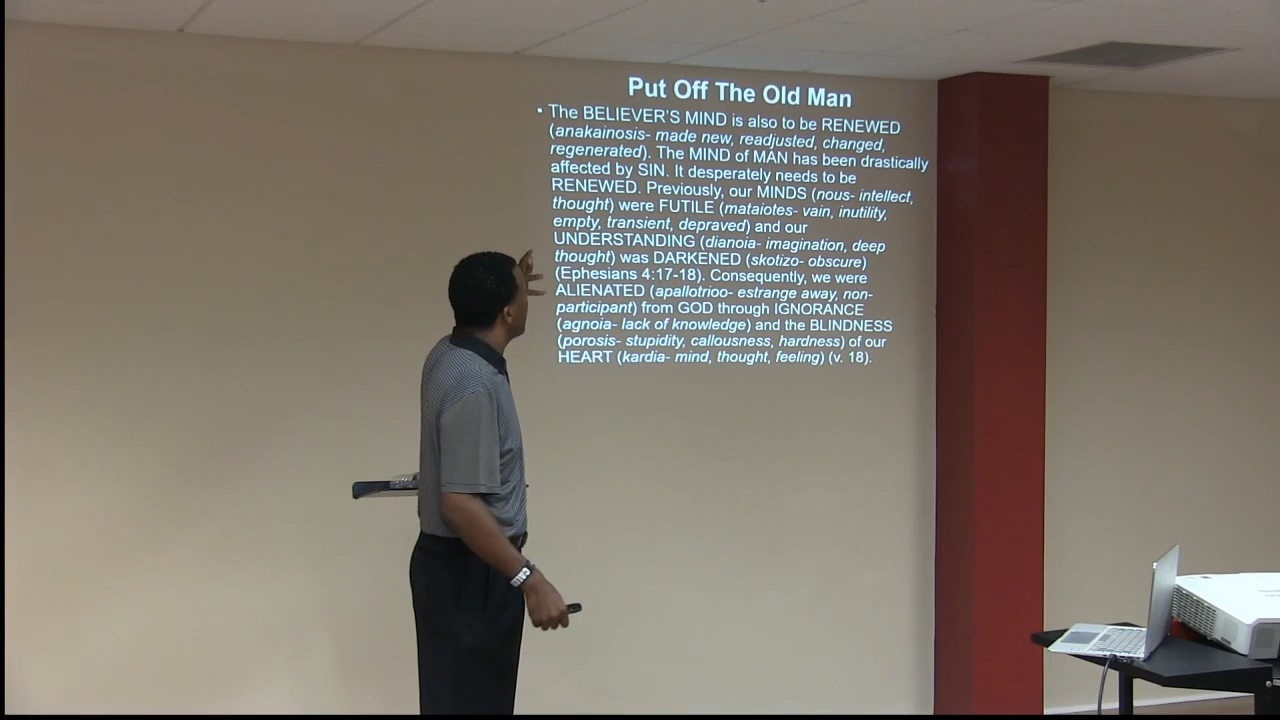 Put Off The Old Man
• The BELIEVER'S MIND is also to be RENEWED
(anakainosis- made new, readjusted, changed,
regenerated). The MIND of MAN has been drastically
affected by SIN. It desperately needs to be
RENEWED. Previously, our MINDS (nous- intellect,
thought) were FUTILE (mataiotes- vain, inutility,
empty, transient, depraved) and our
UNDERSTANDING (dianoia- imagination, deep
thought) was DARKENED (skotizo- obscure)
(Ephesians 4:17-18). Consequently, we were
ALIENATED (apallotrioo- estrange away, non-
participant) from GOD through IGNORANCE
(agnoia- lack of knowledge) and the BLINDNESS
(porosis- stupidity, callousness, hardness) of our
HEART (kardia- mind, thought, feeling) (v. 18).